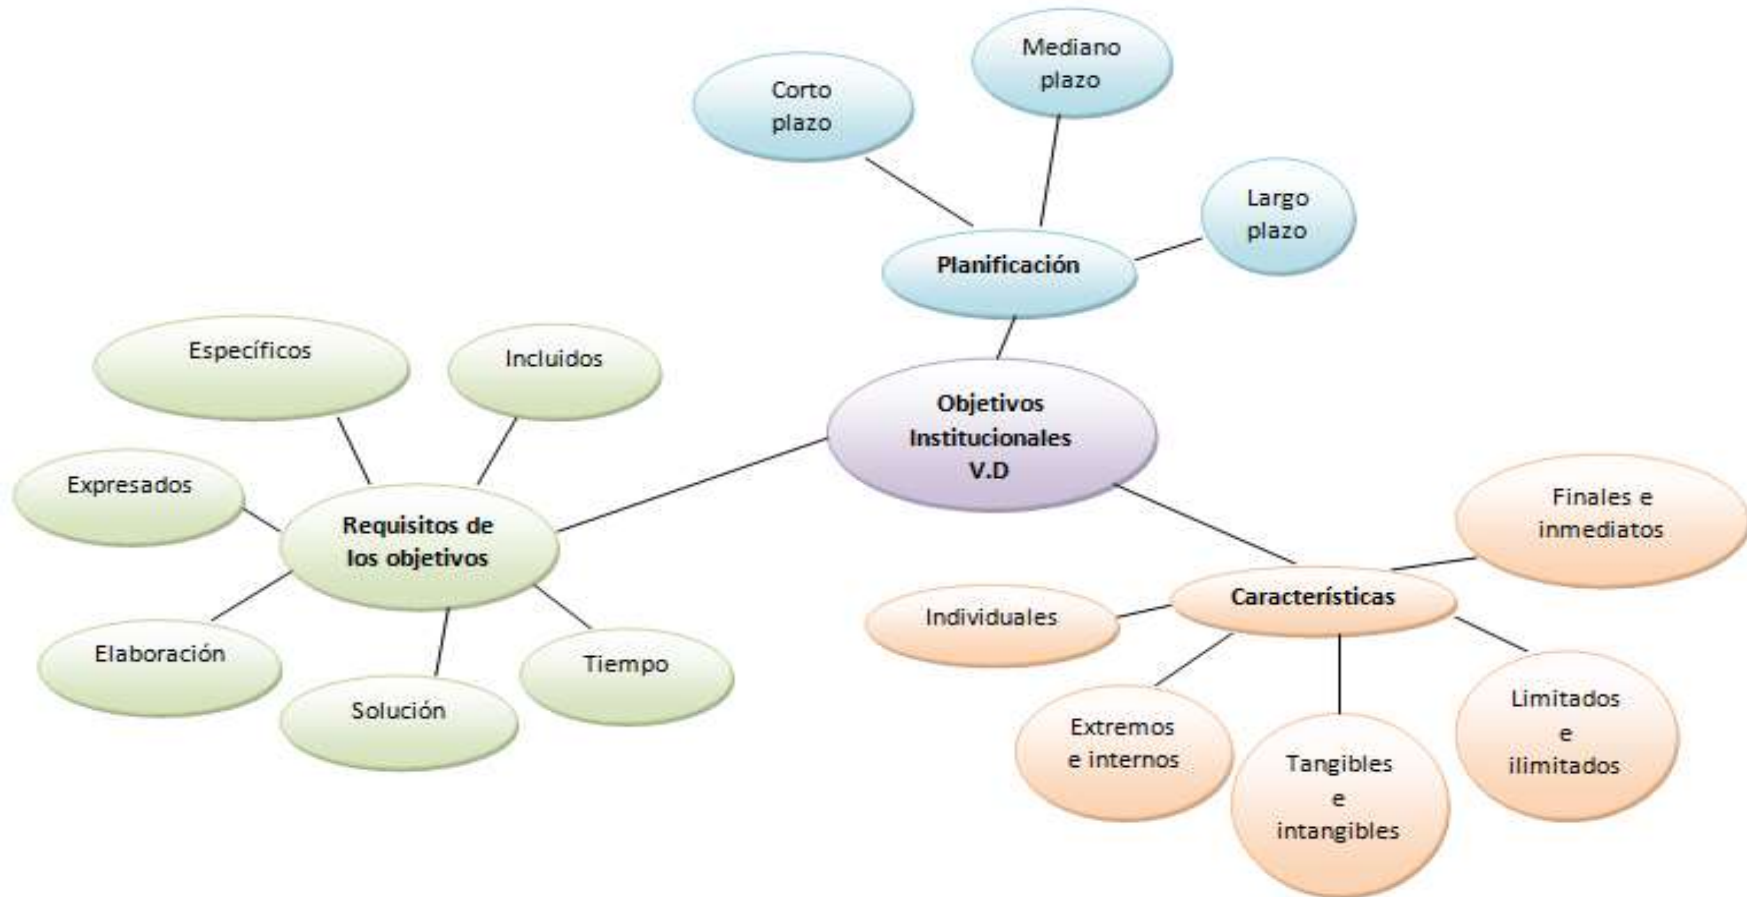 Mediano
plazo
Corto
plazo
Largo
plazo
Planificación
Objetivos
Institucionales
V.D
Específicos
Incluidos
Expresados
Requisitos de
los objetivos
Elaboración
Solución
Tiempo
Finales e
inmediatos
Características
Individuales
Extremos
e internos
Tangibles
e
intangibles
Limitados
e
ilimitados